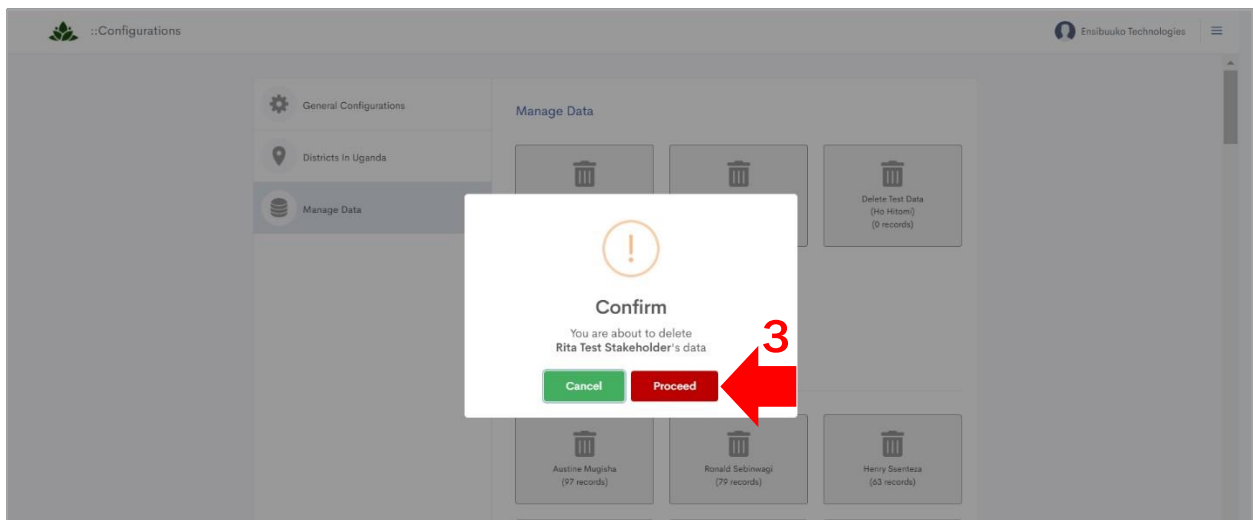 ::Configurations
Ensibuuko Technologies
General Configurations
Districts In Uganda
Manage Data
Manage Data
Delete Test Data
(Ho Hitomi)
(0 records)
Confirm
You are about to delete
Rita Test Stakeholder's data
Cancel
Proceed
3
Austine Mugisha
(97 records)
Ronald Sebinwagi
(79 records)
Henry Ssenteza
(63 records)